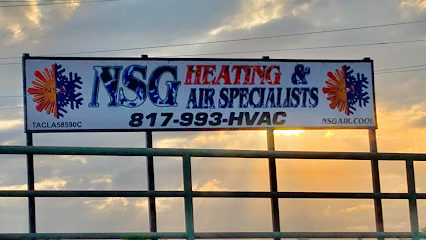 NSG HEATING &
AIR SPECIALISTS
817-993-HVAC
TACLA58590C
NSGAIR.COOL